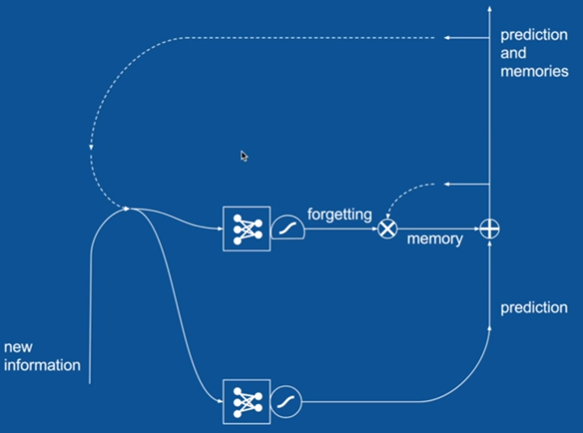 prediction
and
memories
forgetting
memory
prediction
new
information